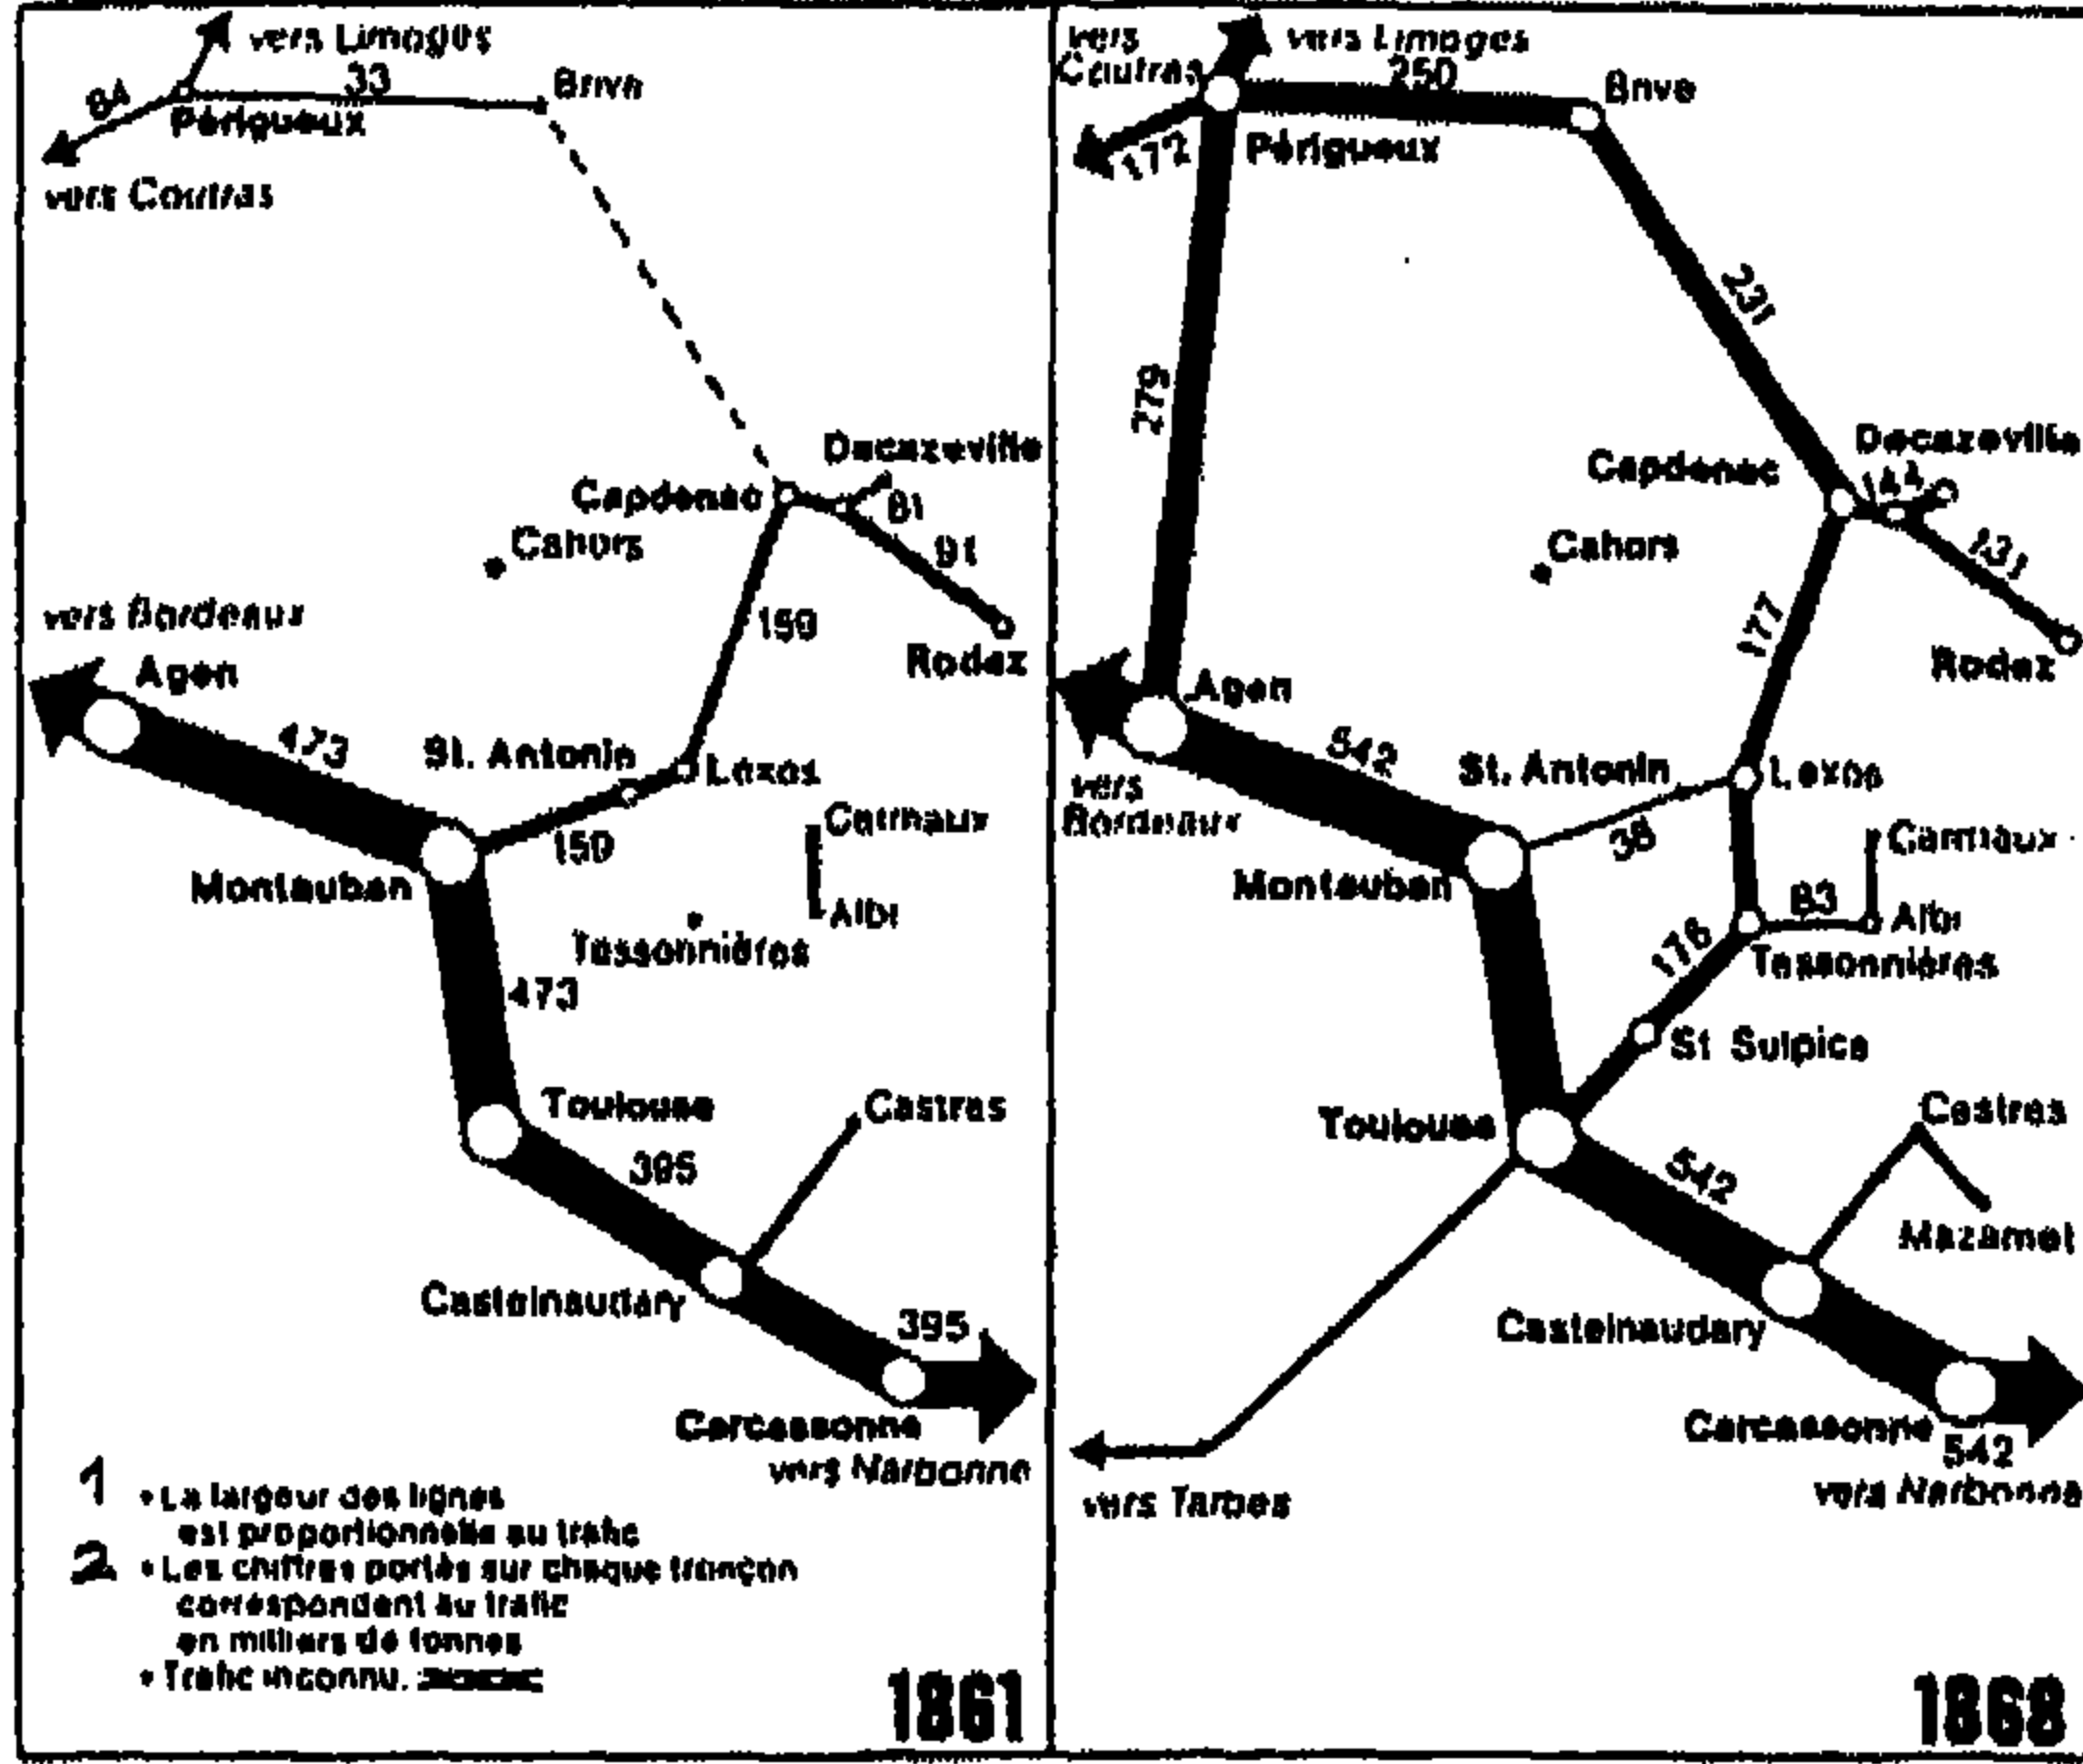 vers Limoges
33
Brive
84
Périgueux
vers Coutras
Decazeville
Capdenac
81
Cahors
91
150
Rodez
vers Bordeaux
Agen
473
St. Antonin
Lexos
Carmaux
150
Montauban
Albi
Tessonnières
473
Toulouse
Castres
395
Castelnaudary
395
Carcassonne
vers Narbonne
1
• La largeur des lignes
est proportionnelle au trafic
2
• Les chiffres portés sur chaque tronçon
correspondent au trafic
en milliers de tonnes
• Trafic inconnu.
1861
vers
Coutras
vers Limoges
250
Brive
172
Périgueux
231
279
Decazeville
Capdenac
144
Cahors
131
177
Rodez
Agen
542
St. Antonin
Lexos
vers
Bordeaux
38
Carmaux
Montauban
83
Albi
176
Tessonnières
St Sulpice
Toulouse
Castres
542
Mazamet
Castelnaudary
Carcassonne
542
vers Narbonne
vers Tarbes
1868